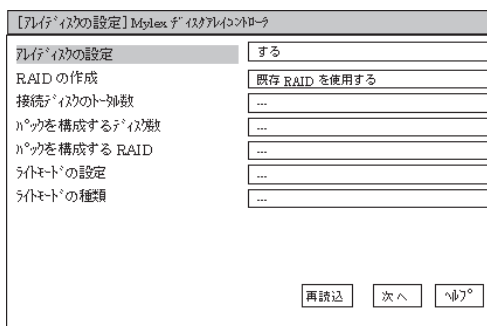 [ｱﾚｲﾃﾞｨｽｸの設定] Mylex ﾃﾞｨｽｸｱﾚｲｺﾝﾄﾛｰﾗ
ｱﾚｲﾃﾞｨｽｸの設定 する
RAID の作成 既存 RAID を使用する
接続ディスクのﾄｰﾀﾙ数 ...
ﾊﾟｯｸを構成するﾃﾞｨｽｸ数 ...
ﾊﾟｯｸを構成する RAID ...
ﾗｲﾄﾓｰﾄﾞの設定 ...
ﾗｲﾄﾓｰﾄﾞの種類 ...
再読込 次へ ﾍﾙﾌﾟ